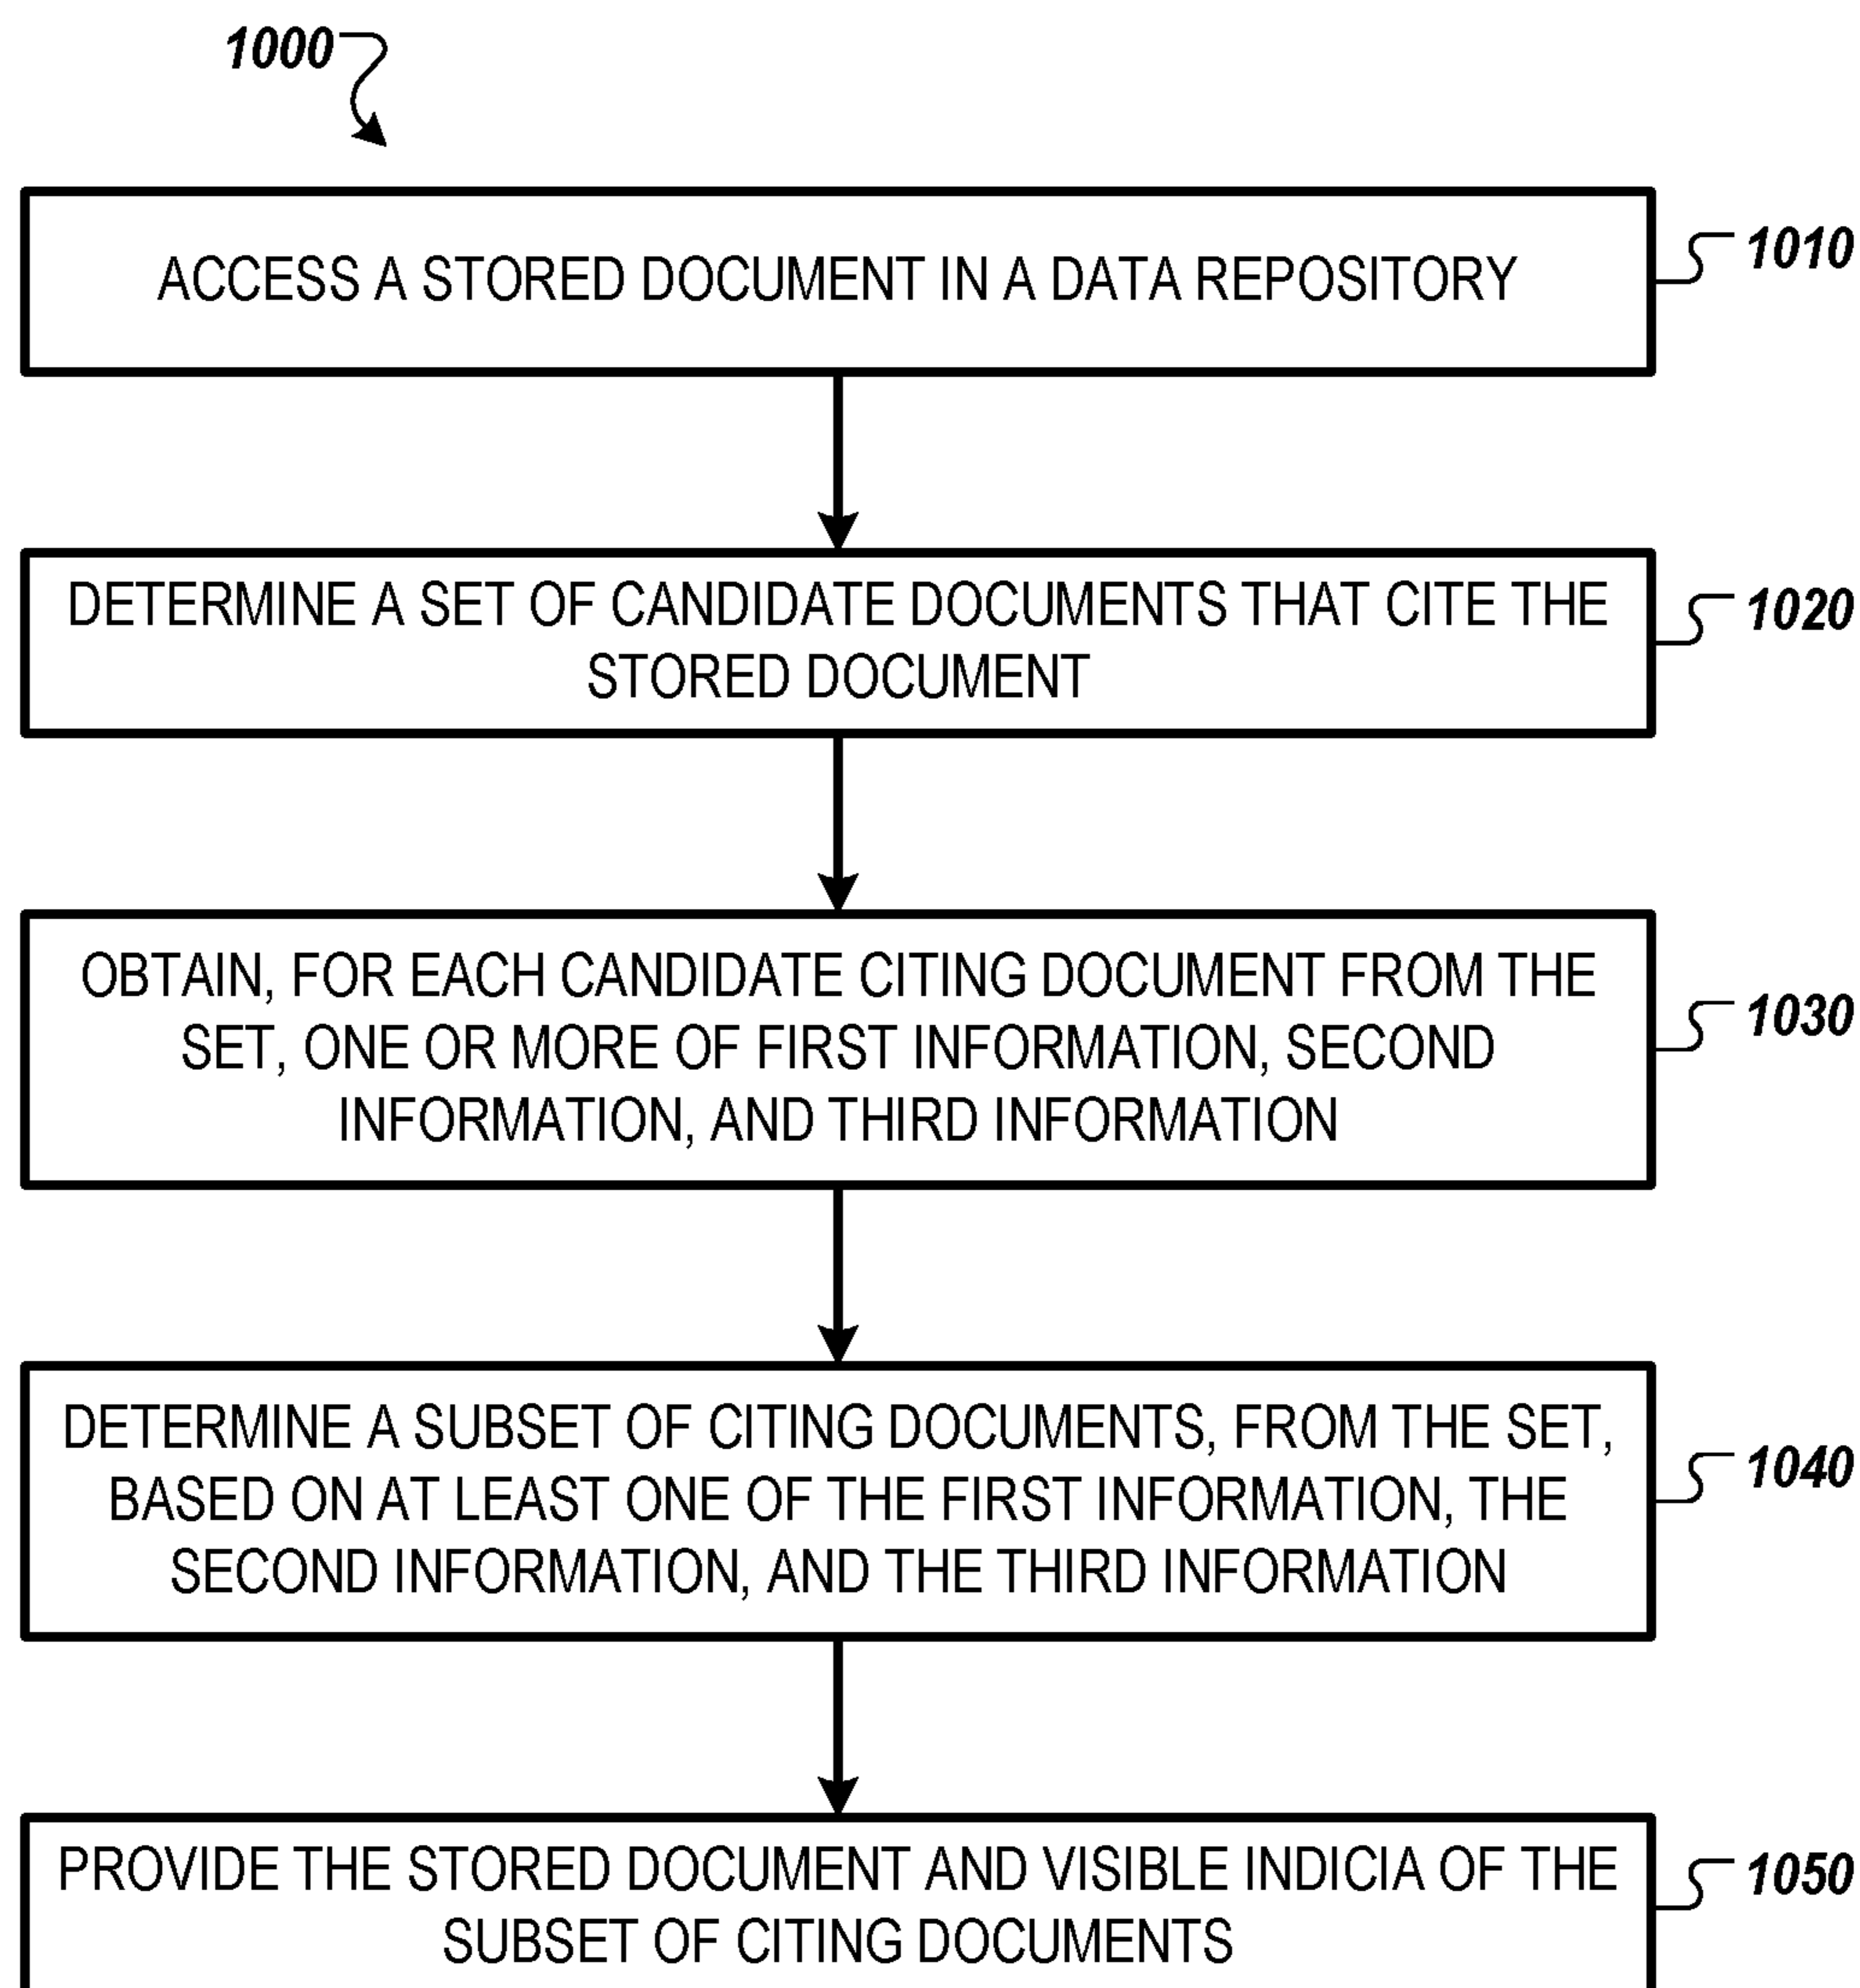 1000
ACCESS A STORED DOCUMENT IN A DATA REPOSITORY
1010
DETERMINE A SET OF CANDIDATE DOCUMENTS THAT CITE THE
STORED DOCUMENT
1020
OBTAIN, FOR EACH CANDIDATE CITING DOCUMENT FROM THE
SET, ONE OR MORE OF FIRST INFORMATION, SECOND
INFORMATION, AND THIRD INFORMATION
1030
DETERMINE A SUBSET OF CITING DOCUMENTS, FROM THE SET,
BASED ON AT LEAST ONE OF THE FIRST INFORMATION, THE
SECOND INFORMATION, AND THE THIRD INFORMATION
1040
PROVIDE THE STORED DOCUMENT AND VISIBLE INDICIA OF THE
SUBSET OF CITING DOCUMENTS
1050